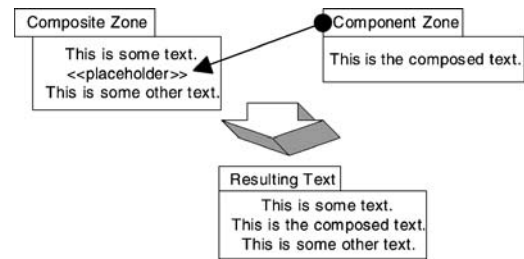 Composite Zone
This is some text.
<<placeholder>>
This is some other text.
Component Zone
This is the composed text.
Resulting Text
This is some text.
This is the composed text.
This is some other text.